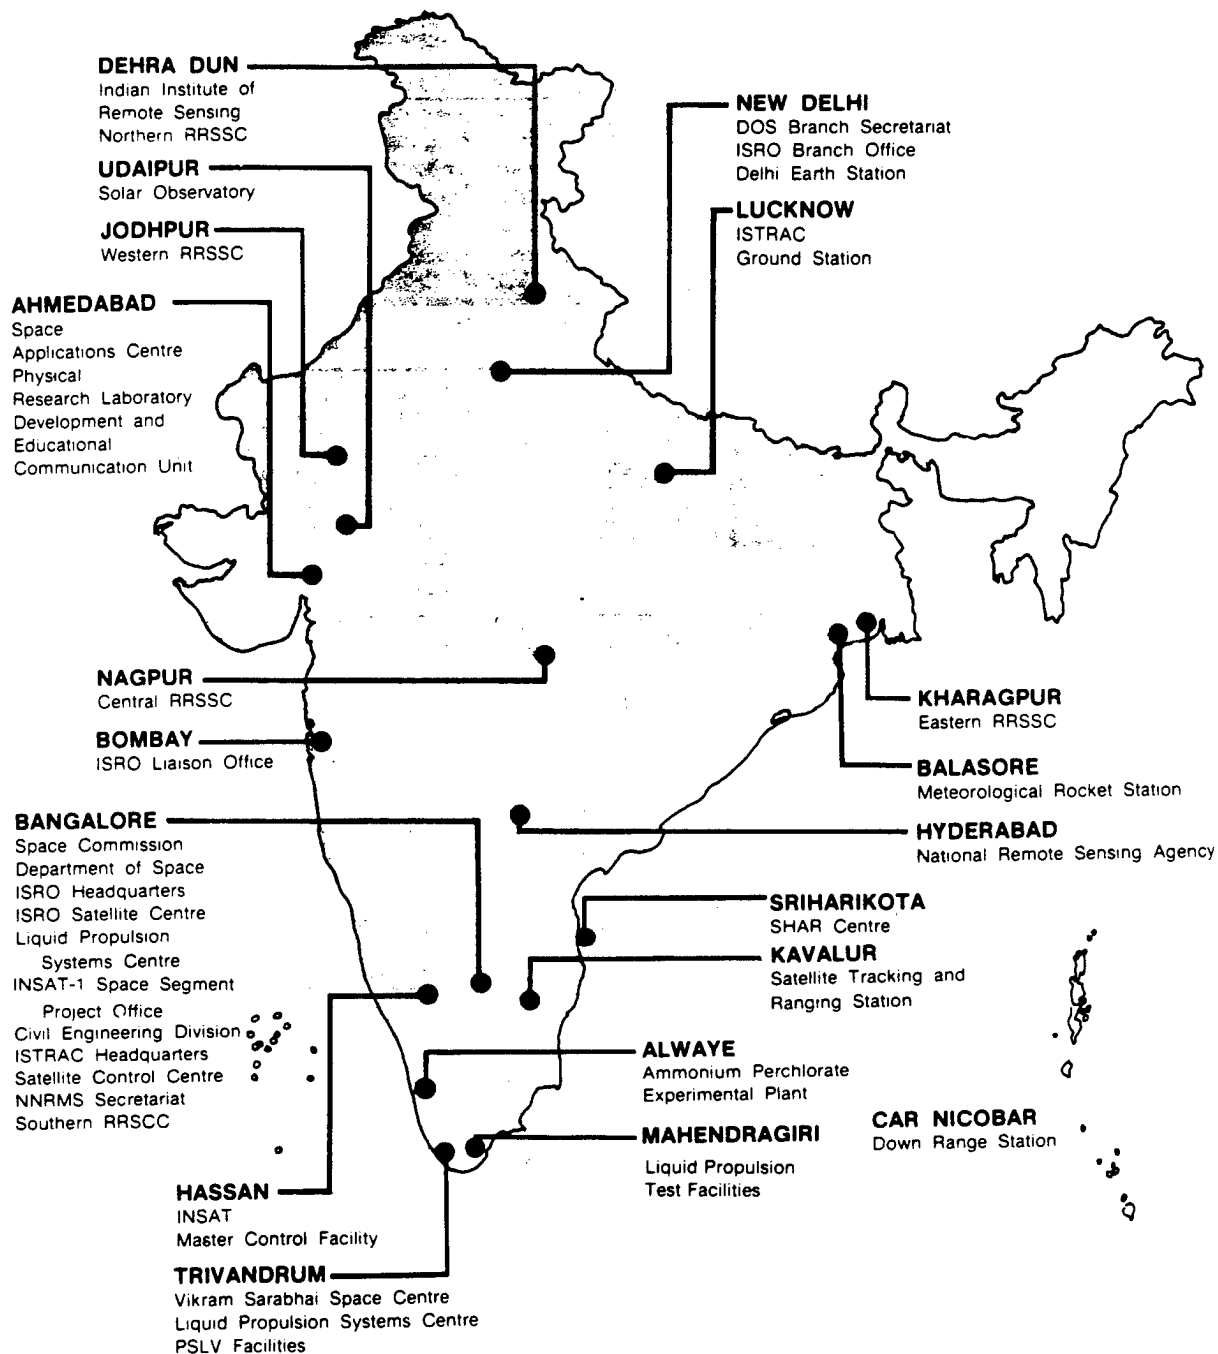 DEHRA DUN
Indian Institute of
Remote Sensing
Northern RRSSC
UDAIPUR
Solar Observatory
JODHPUR
Western RRSSC
AHMEDABAD
Space
Applications Centre
Physical
Research Laboratory
Development and
Educational
Communication Unit
NEW DELHI
DOS Branch Secretariat
ISRO Branch Office
Delhi Earth Station
LUCKNOW
ISTRAC
Ground Station
NAGPUR
Central RRSSC
BOMBAY
ISRO Liaison Office
BANGALORE
Space Commission
Department of Space
ISRO Headquarters
ISRO Satellite Centre
Liquid Propulsion
Systems Centre
INSAT-1 Space Segment
Project Office
Civil Engineering Division
ISTRAC Headquarters
Satellite Control Centre
NNRMS Secretariat
Southern RRSCC
KHARAGPUR
Eastern RRSSC
BALASORE
Meteorological Rocket Station
HYDERABAD
National Remote Sensing Agency
SRIHARIKOTA
SHAR Centre
KAVALUR
Satellite Tracking and
Ranging Station
ALWAYE
Ammonium Perchlorate
Experimental Plant
MAHENDRAGIRI
Liquid Propulsion
Test Facilities
CAR NICOBAR
Down Range Station
HASSAN
INSAT
Master Control Facility
TRIVANDRUM
Vikram Sarabhai Space Centre
Liquid Propulsion Systems Centre
PSLV Facilities